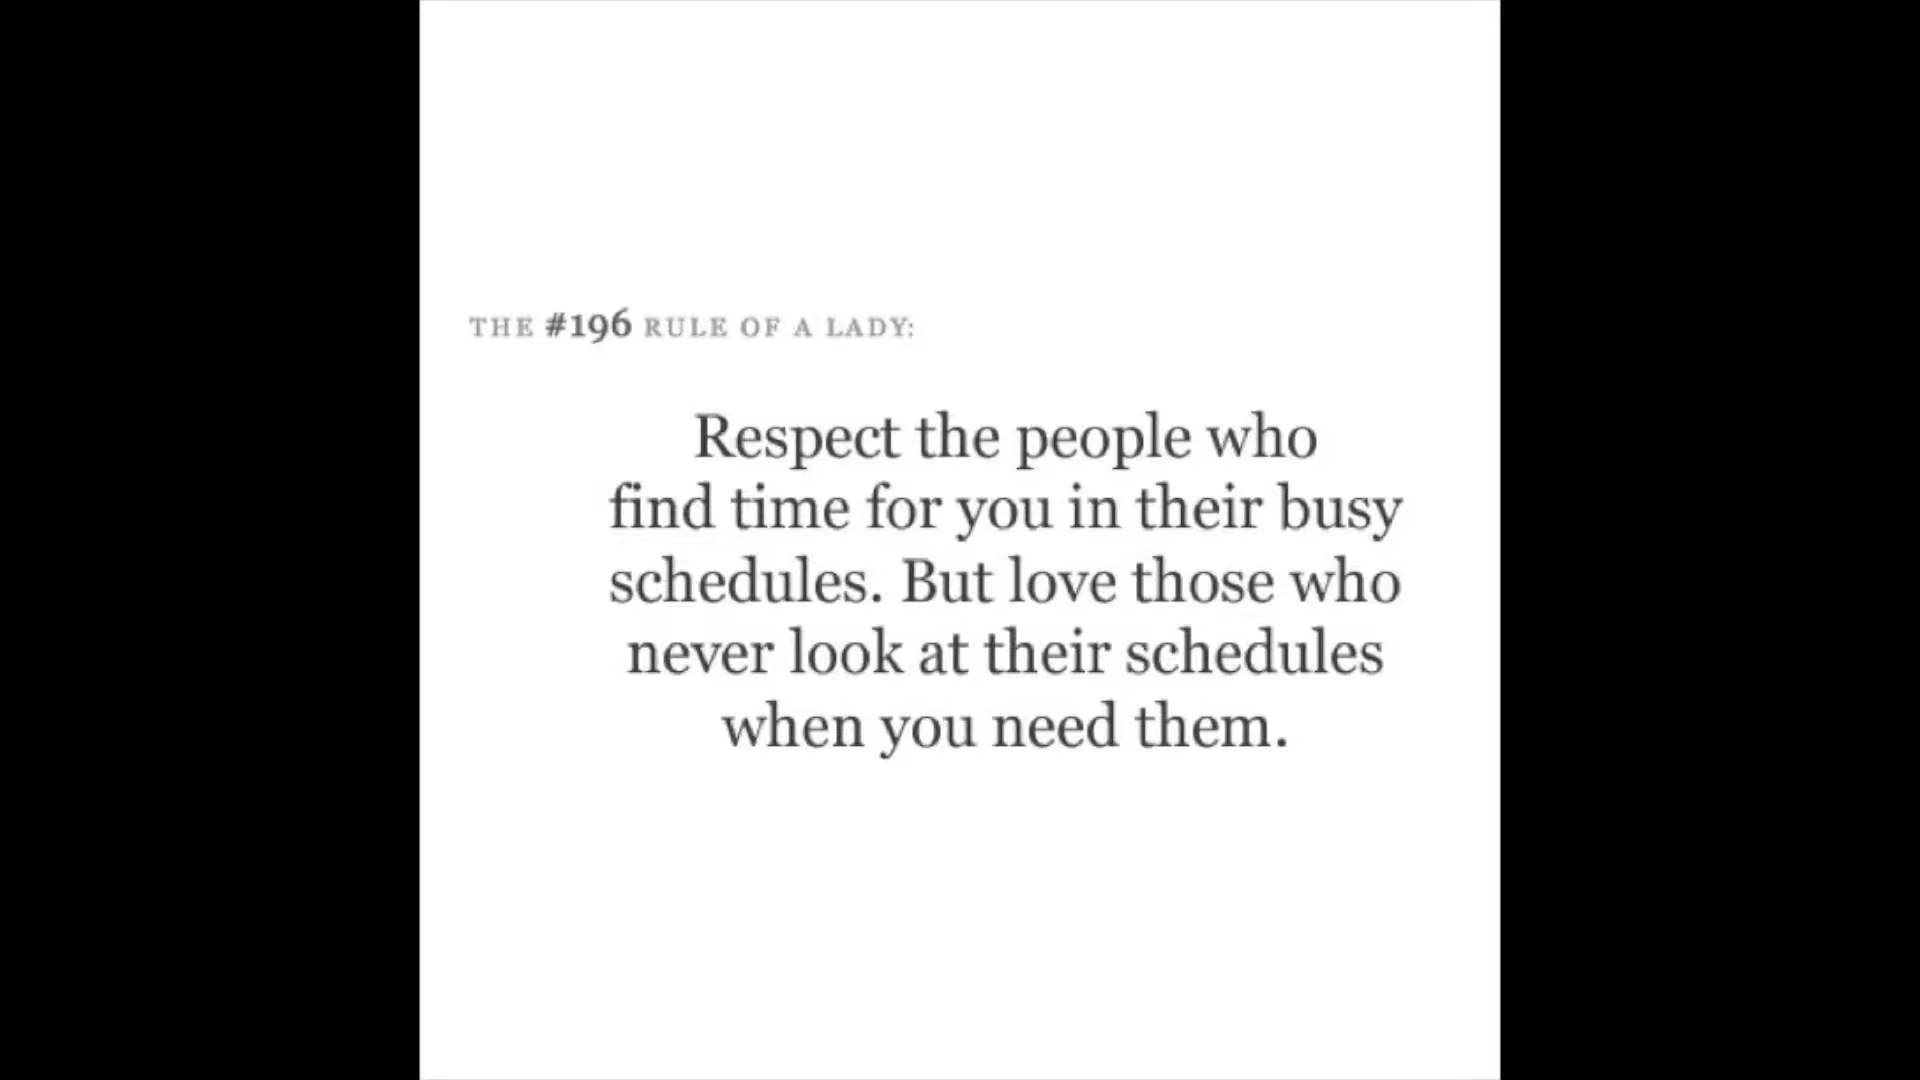 THE #196 RULE OF A LADY:
Respect the people who
find time for you in their busy
schedules. But love those who
never look at their schedules
when you need them.